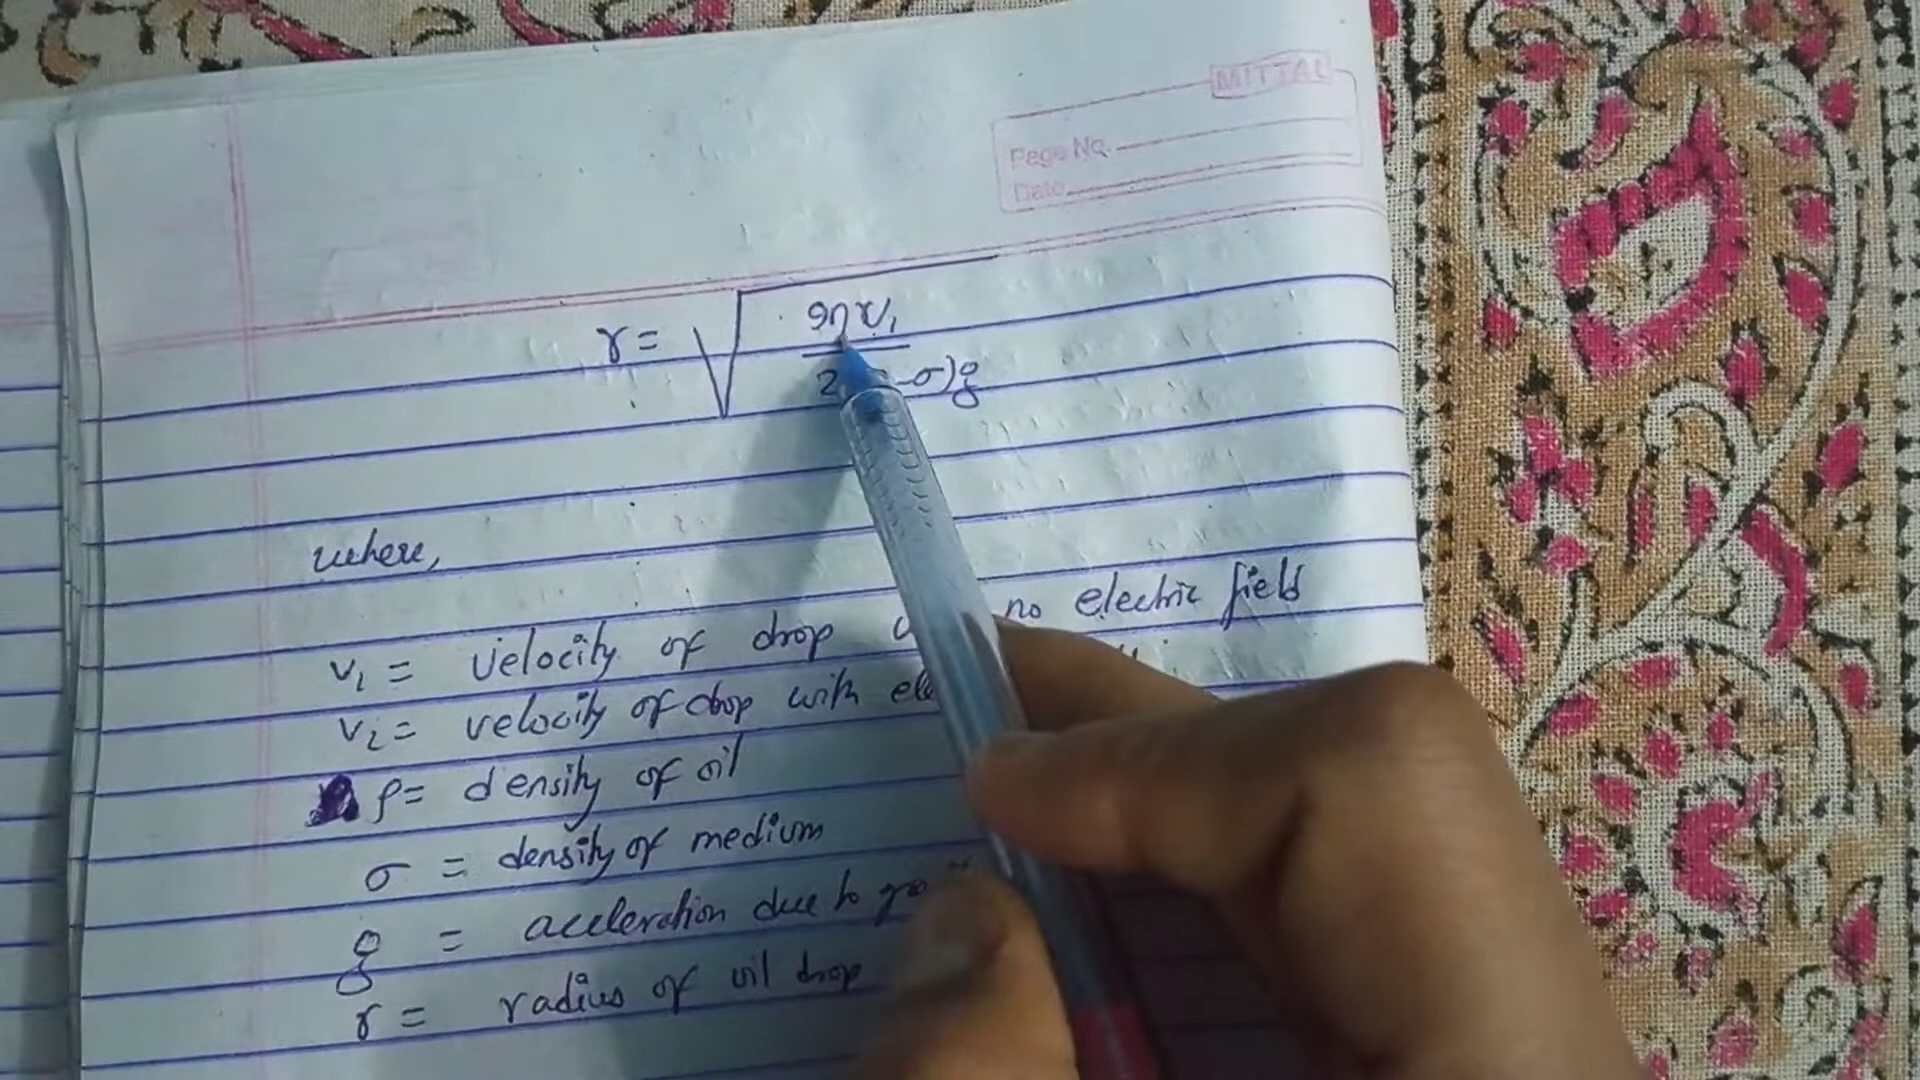 MITTAL
Page No.
Date
r = √ 9ηv₁
2 -σ)g
where,
v₁ = velocity of drop no electric field
v₂ = velocity of drop with
ρ = density of oil
σ = density of medium
g = acceleration due to
r = radius of oil drop